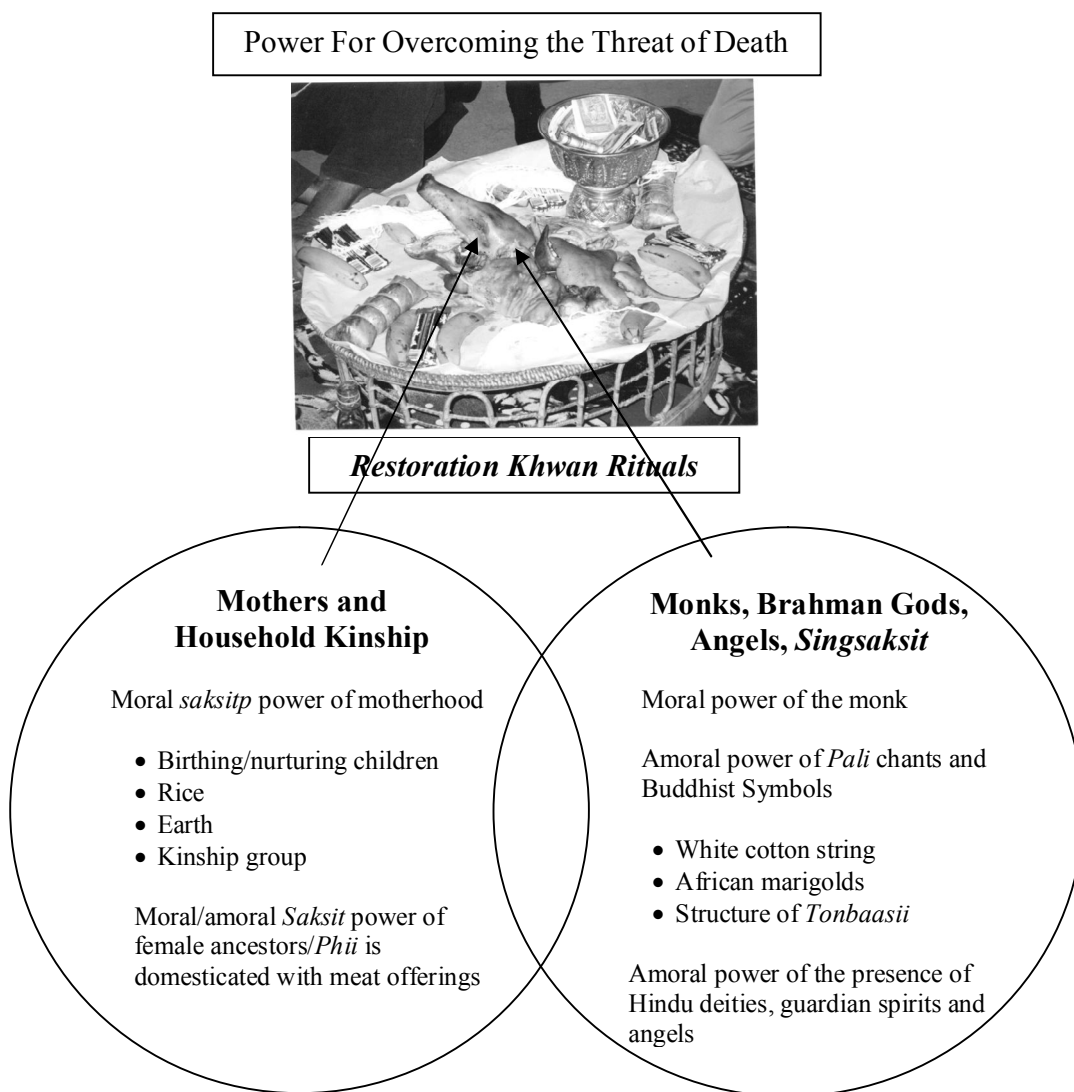 Power For Overcoming the Threat of Death
Restoration Khwan Rituals
Mothers and
Household Kinship
Moral saksitp power of motherhood
• Birthing/nurturing children
• Rice
• Earth
• Kinship group
Moral/amoral Saksit power of
female ancestors/Phii is
domesticated with meat offerings
Monks, Brahman Gods,
Angels, Singsaksit
Moral power of the monk
Amoral power of Pali chants and
Buddhist Symbols
• White cotton string
• African marigolds
• Structure of Tonbaasii
Amoral power of the presence of
Hindu deities, guardian spirits and
angels